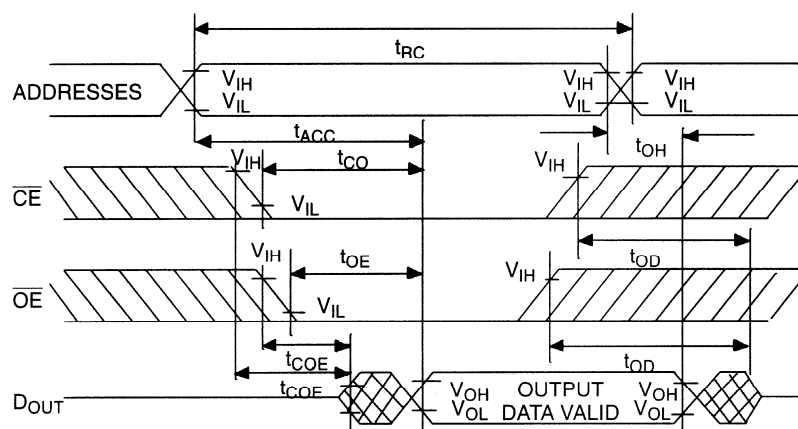 tRC
VIH VIH VIH
ADDRESSES
VIL VIL VIL
tACC tOH
VIH tCO VIH
CE
VIL
VIH tOE VIH tOD
OE
VIL
tCOE tOD
tCOE VOH OUTPUT VOH
DOUT VOL DATA VALID VOL